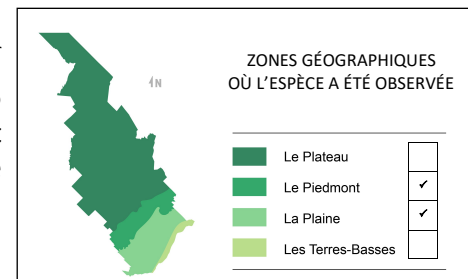 ZONES GÉOGRAPHIQUES
OÙ L'ESPÈCE A ÉTÉ OBSERVÉE
N
Le Plateau
Le Piedmont ✓
La Plaine ✓
Les Terres-Basses